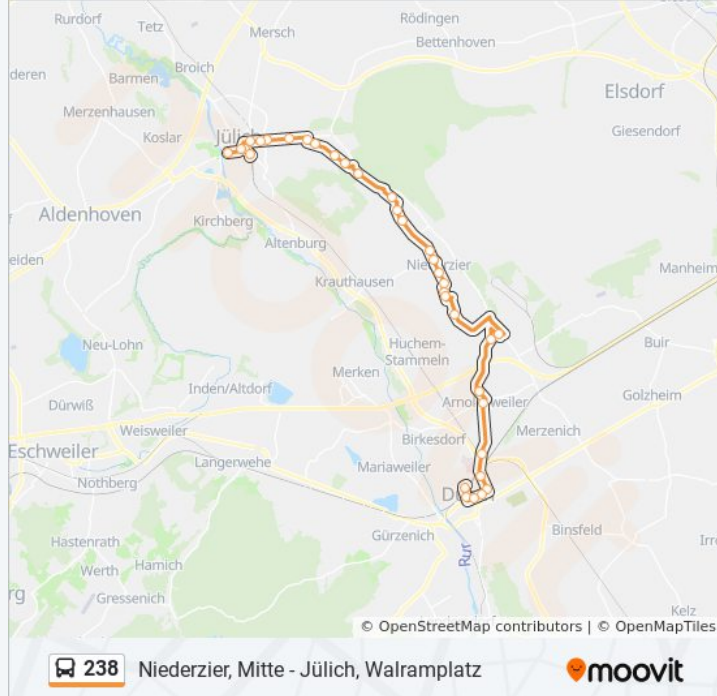 Rurdorf
Tetz
Rödingen
Mersch
Bettenhoven
Broich
Barmen
Elsdorf
Merzenhausen
Giesendorf
Koslar
Aldenhoven
Kirchberg
Altenburg
Manheim
Krauthausen
Huchem-
Stammeln
Buir
Neu-Lohn
Merken
Inden/Altdorf
Golzheim
Dürwiß
Weisweiler
Merzenich
Birkesdorf
Eschweiler
Langerwehe
Mariaweiler
Nothberg
Binsfeld
Gürzenich
Hastenrath
Rur
Werth
Hamich
Gressenich
Kelz
© OpenStreetMap contributors | © OpenMapTiles
238
Niederzier, Mitte - Jülich, Walramplatz
moovit